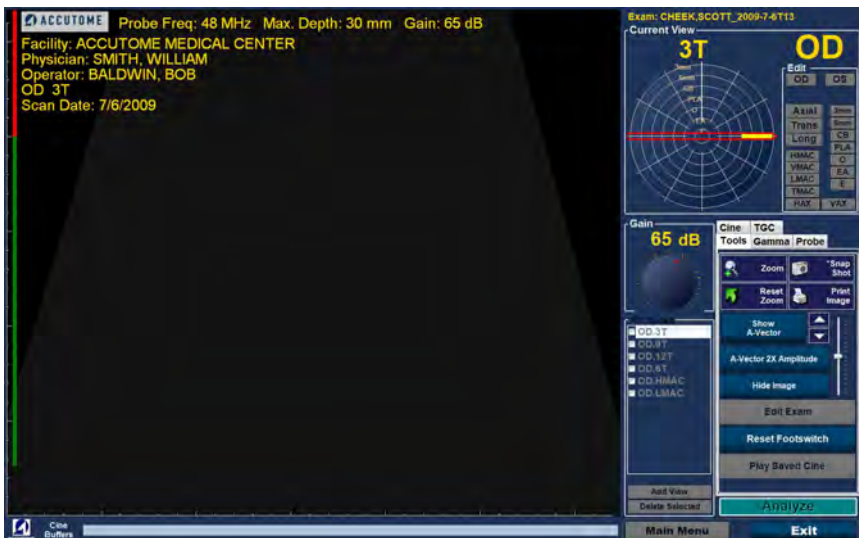 ACCUTOME Probe Freq: 48 MHz Max. Depth: 30 mm Gain: 65 dB
Facility: ACCUTOME MEDICAL CENTER
Physician: SMITH, WILLIAM
Operator: BALDWIN, BOB
OD 3T
Scan Date: 7/6/2009
Exam: CHEEK,SCOTT_2009-7-6T13
Current View
3T
OD
Edit
OD OS
Axial
Trans
Long
HMAC
VMAC
LMAC
TMAC
HAX
CB
PLA
O
EA
E
VAX
PLA
O
EA
Gain
65 dB
Cine TGC
Tools Gamma Probe
Zoom
*Snap Shot
Reset Zoom
Print Image
Show A-Vector
A-Vector 2X Amplitude
Hide Image
Edit Exam
Reset Footswitch
Play Saved Cine
OD.3T
OD.9T
OD.12T
OD.6T
OD.HMAC
OD.LMAC
Add View
Delete Selected
Analyze
Cine Buffers
Main Menu
Exit